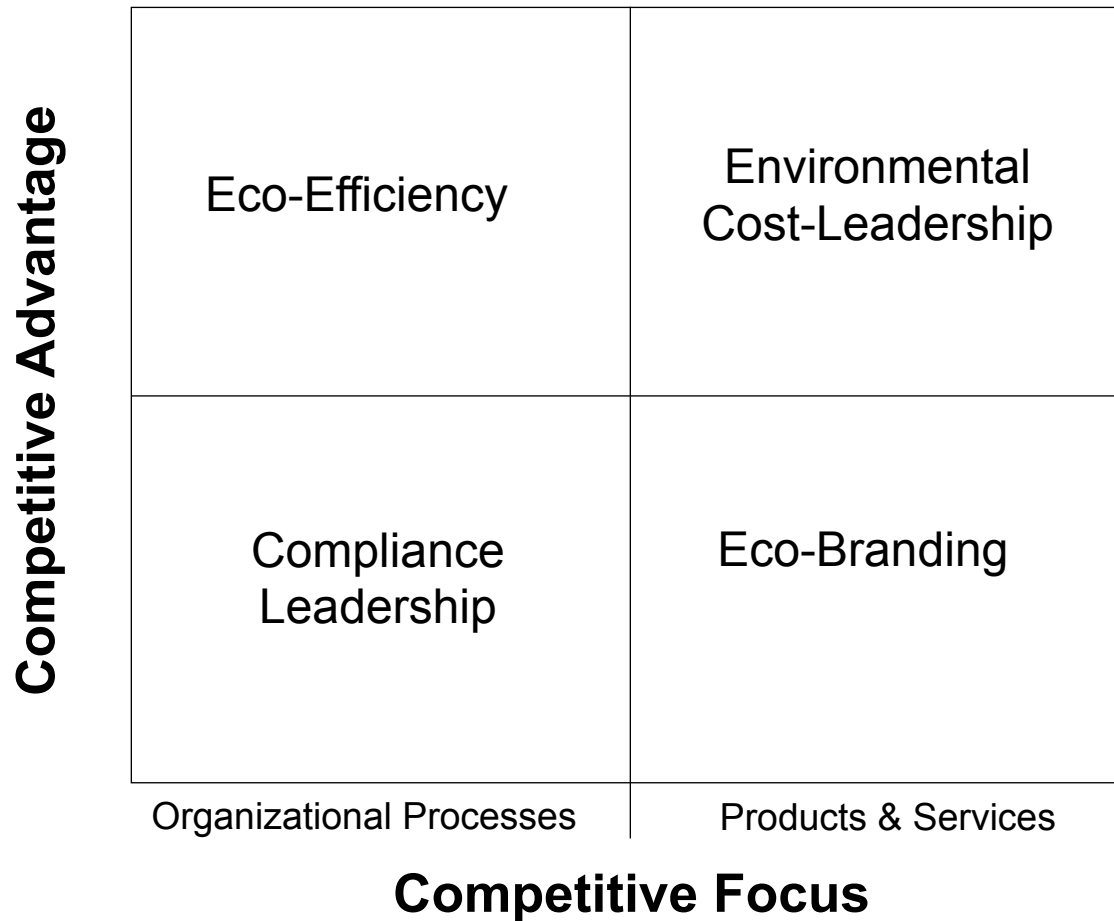 Competitive Advantage
Eco-Efficiency
Environmental
Cost-Leadership
Compliance
Leadership
Eco-Branding
Organizational Processes
Products & Services
Competitive Focus